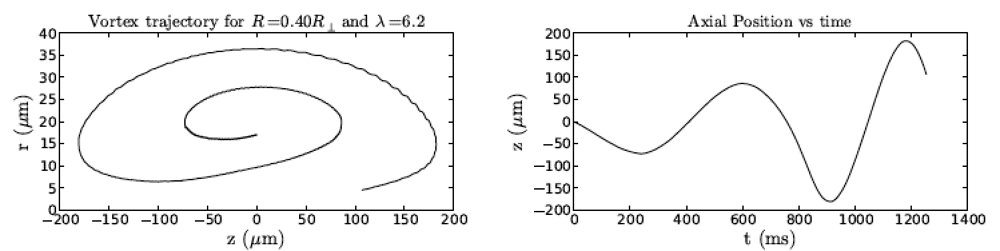 Vortex trajectory for R=0.40R⊥ and λ=6.2
40
35
30
25
20
15
10
5
0
r (μm)
−200 −150 −100 −50 0 50 100 150 200
z (μm)
Axial Position vs time
200
150
100
50
0
−50
−100
−150
−200
z (μm)
0 200 400 600 800 1000 1200 1400
t (ms)